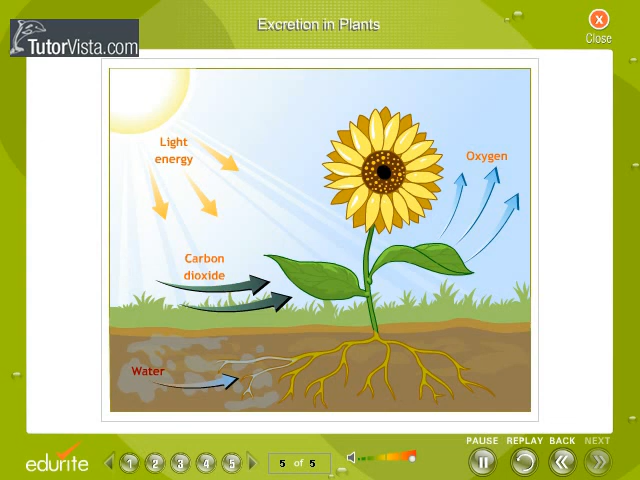 Excretion in Plants
Close
TutorVista.com
Light
energy
Oxygen
Carbon
dioxide
Water
PAUSE REPLAY BACK NEXT
edurite
1 2 3 4 5
5 of 5